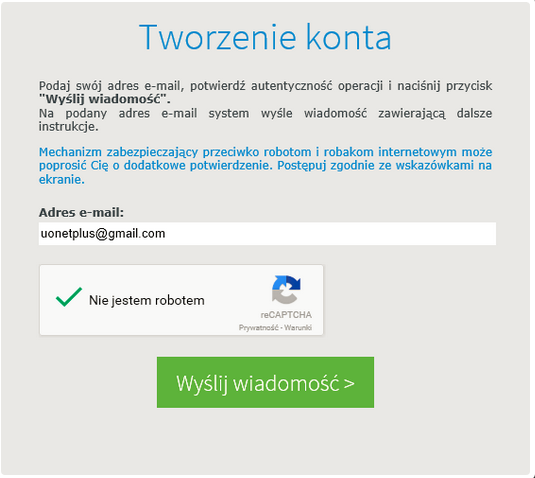 Tworzenie konta
Podaj swój adres e-mail, potwierdź autentyczność operacji i naciśnij przycisk
"Wyślij wiadomość".
Na podany adres e-mail system wyśle wiadomość zawierającą dalsze
instrukcje.
Mechanizm zabezpieczający przeciwko robotom i robakom internetowym może
poprosić Cię o dodatkowe potwierdzenie. Postępuj zgodnie ze wskazówkami na
ekranie.
Adres e-mail:
uonetplus@gmail.com
Nie jestem robotem
reCAPTCHA
Prywatność - Warunki
Wyślij wiadomość >